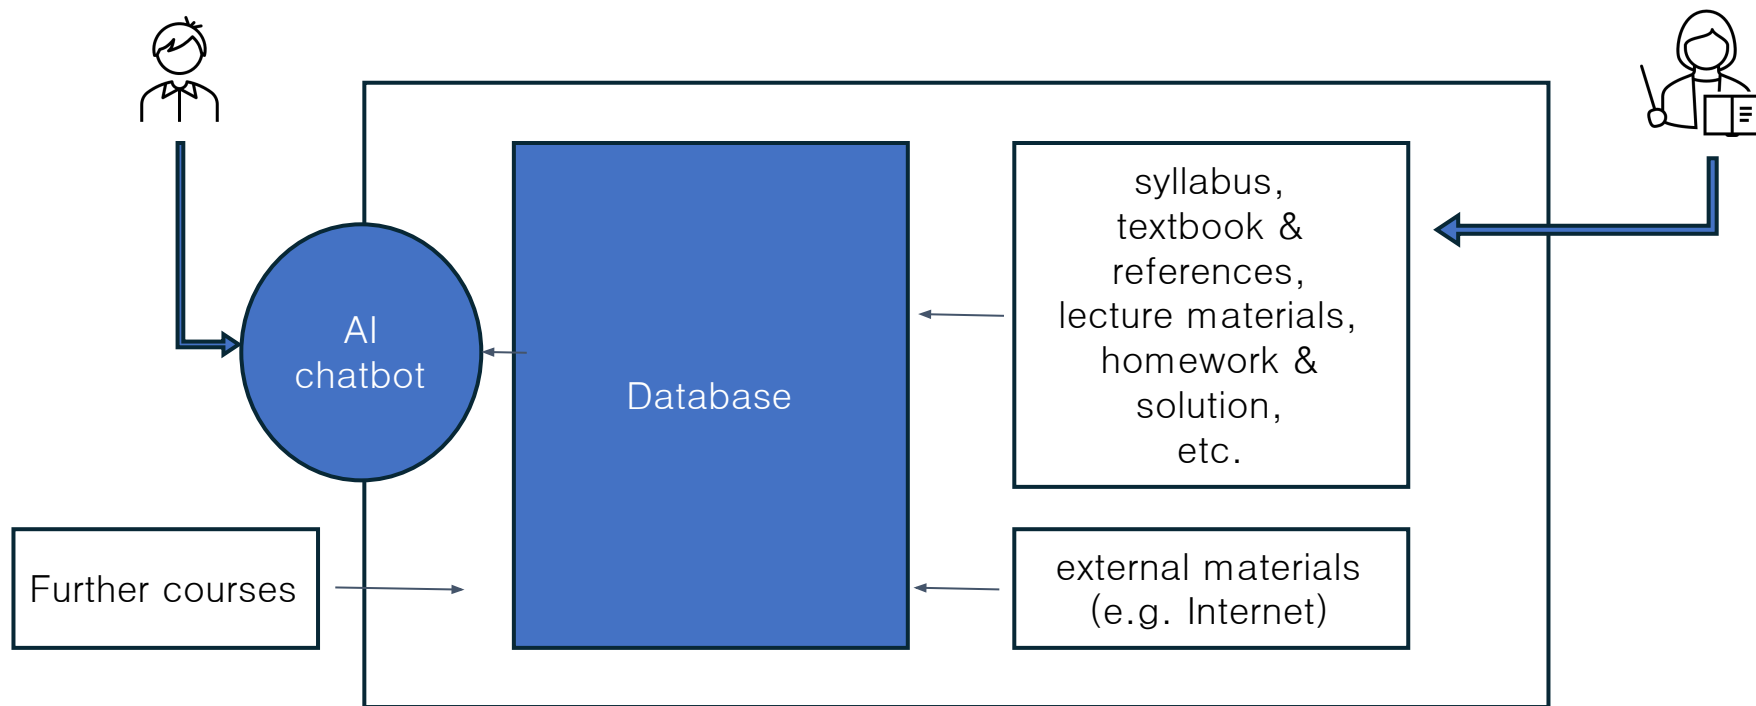 syllabus,
textbook &
references,
lecture materials,
homework &
solution,
etc.
AI
chatbot
Database
Further courses
external materials
(e.g. Internet)